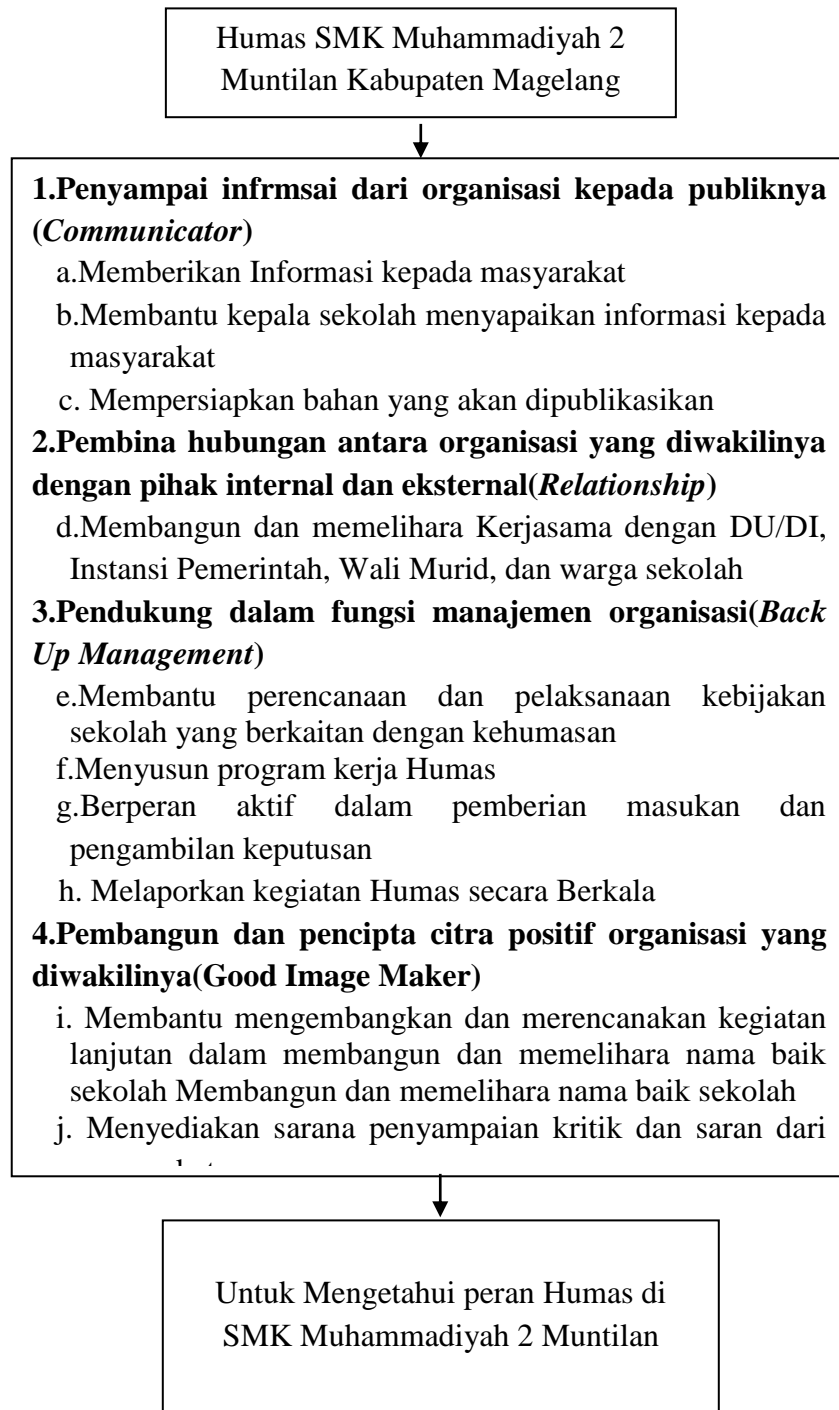 Humas SMK Muhammadiyah 2
Muntilan Kabupaten Magelang
1.Penyampai infrmsai dari organisasi kepada publiknya
(Communicator)
a.Memberikan Informasi kepada masyarakat
b.Membantu kepala sekolah menyapaikan informasi kepada
masyarakat
c. Mempersiapkan bahan yang akan dipublikasikan
2.Pembina hubungan antara organisasi yang diwakilinya
dengan pihak internal dan eksternal(Relationship)
d.Membangun dan memelihara Kerjasama dengan DU/DI,
Instansi Pemerintah, Wali Murid, dan warga sekolah
3.Pendukung dalam fungsi manajemen organisasi(Back
Up Management)
e.Membantu perencanaan dan pelaksanaan kebijakan
sekolah yang berkaitan dengan kehumasan
f.Menyusun program kerja Humas
g.Berperan aktif dalam pemberian masukan dan
pengambilan keputusan
h. Melaporkan kegiatan Humas secara Berkala
4.Pembangun dan pencipta citra positif organisasi yang
diwakilinya(Good Image Maker)
i. Membantu mengembangkan dan merencanakan kegiatan
lanjutan dalam membangun dan memelihara nama baik
sekolah Membangun dan memelihara nama baik sekolah
j. Menyediakan sarana penyampaian kritik dan saran dari
Untuk Mengetahui peran Humas di
SMK Muhammadiyah 2 Muntilan